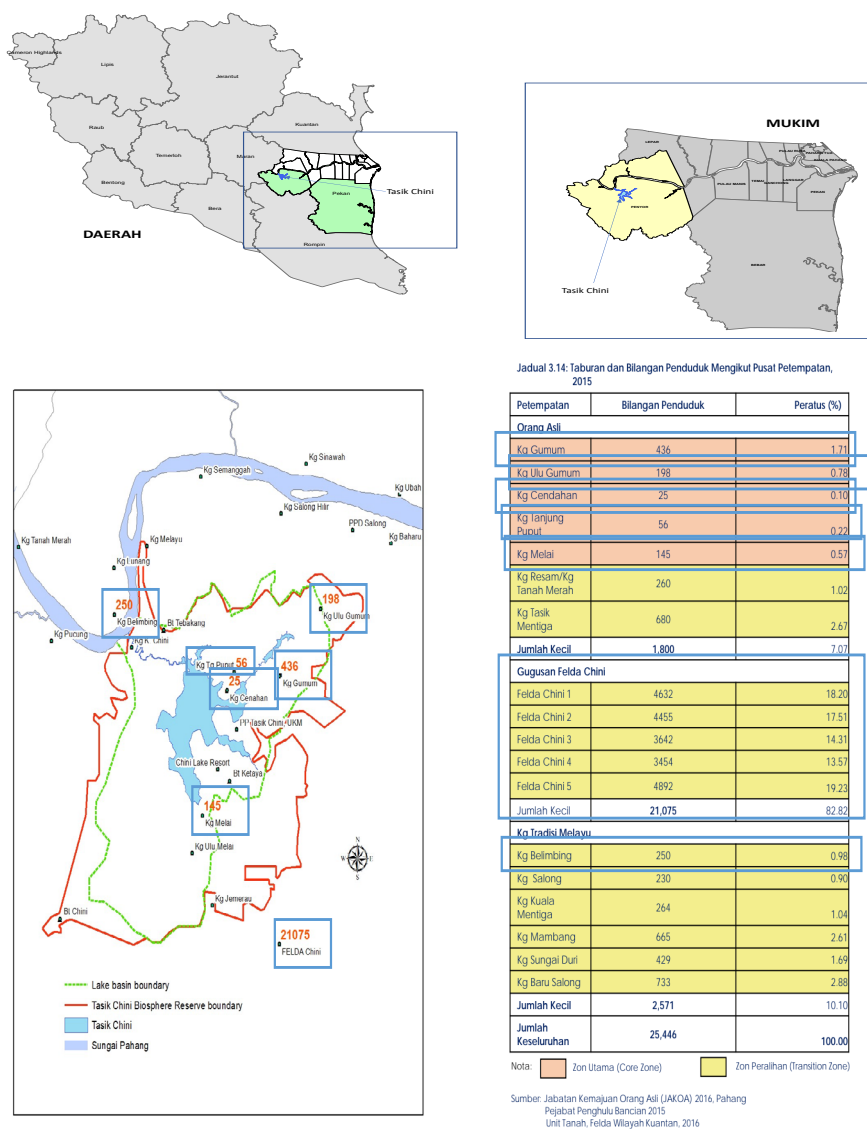 Cameron Highlands
Lipis
Jerantut
Kuantan
Raub
Temerloh
Maran
Bentong
Bera
Pekan
Rompin
Tasik Chini
DAERAH
MUKIM
LEPAR
PULAU MANIS
TEMAI
LANGGAR
PEKAN
PENYOR
BEBAR
Tasik Chini
Kg Sinawah
Kg Semanggah
Kg Ubah
Kg Salong Hilir
PPD Salong
Kg Baharu
Kg Tanah Merah
Kg Melayu
Kg Lunang
250
Kg Belimbing
Bt Tebakang
198
Kg Ulu Gumum
Kg Pucung
Kg K. Chini
Kg Tg Puput 56
436
Kg Gumum
25
Kg Cenahan
PP Tasik Chini, UKM
Chini Lake Resort
Bt Ketaya
145
Kg Melai
Kg Ulu Melai
N
W E
S
Kg Jemerau
Bt Chini
21075
FELDA Chini
Lake basin boundary
Tasik Chini Biosphere Reserve boundary
Tasik Chini
Sungai Pahang
Jadual 3.14: Taburan dan Bilangan Penduduk Mengikut Pusat Petempatan,
2015
Petempatan Bilangan Penduduk Peratus (%)
Orang Asli
Kg Gumum 436 1.71
Kg Ulu Gumum 198 0.78
Kg Cendahan 25 0.10
Kg Tanjung
Puput 56 0.22
Kg Melai 145 0.57
Kg Resam/Kg
Tanah Merah 260 1.02
Kg Tasik
Mentiga 680 2.67
Jumlah Kecil 1,800 7.07
Gugusan Felda Chini
Felda Chini 1 4632 18.20
Felda Chini 2 4455 17.51
Felda Chini 3 3642 14.31
Felda Chini 4 3454 13.57
Felda Chini 5 4892 19.23
Jumlah Kecil 21,075 82.82
Kg Tradisi Melayu
Kg Belimbing 250 0.98
Kg Salong 230 0.90
Kg Kuala
Mentiga 264 1.04
Kg Mambang 665 2.61
Kg Sungai Duri 429 1.69
Kg Baru Salong 733 2.88
Jumlah Kecil 2,571 10.10
Jumlah
Keseluruhan 25,446 100.00
Nota: Zon Utama (Core Zone) Zon Peralihan (Transition Zone)
Sumber: Jabatan Kemajuan Orang Asli (JAKOA) 2016, Pahang
Pejabat Penghulu Bancian 2015
Unit Tanah, Felda Wilayah Kuantan, 2016